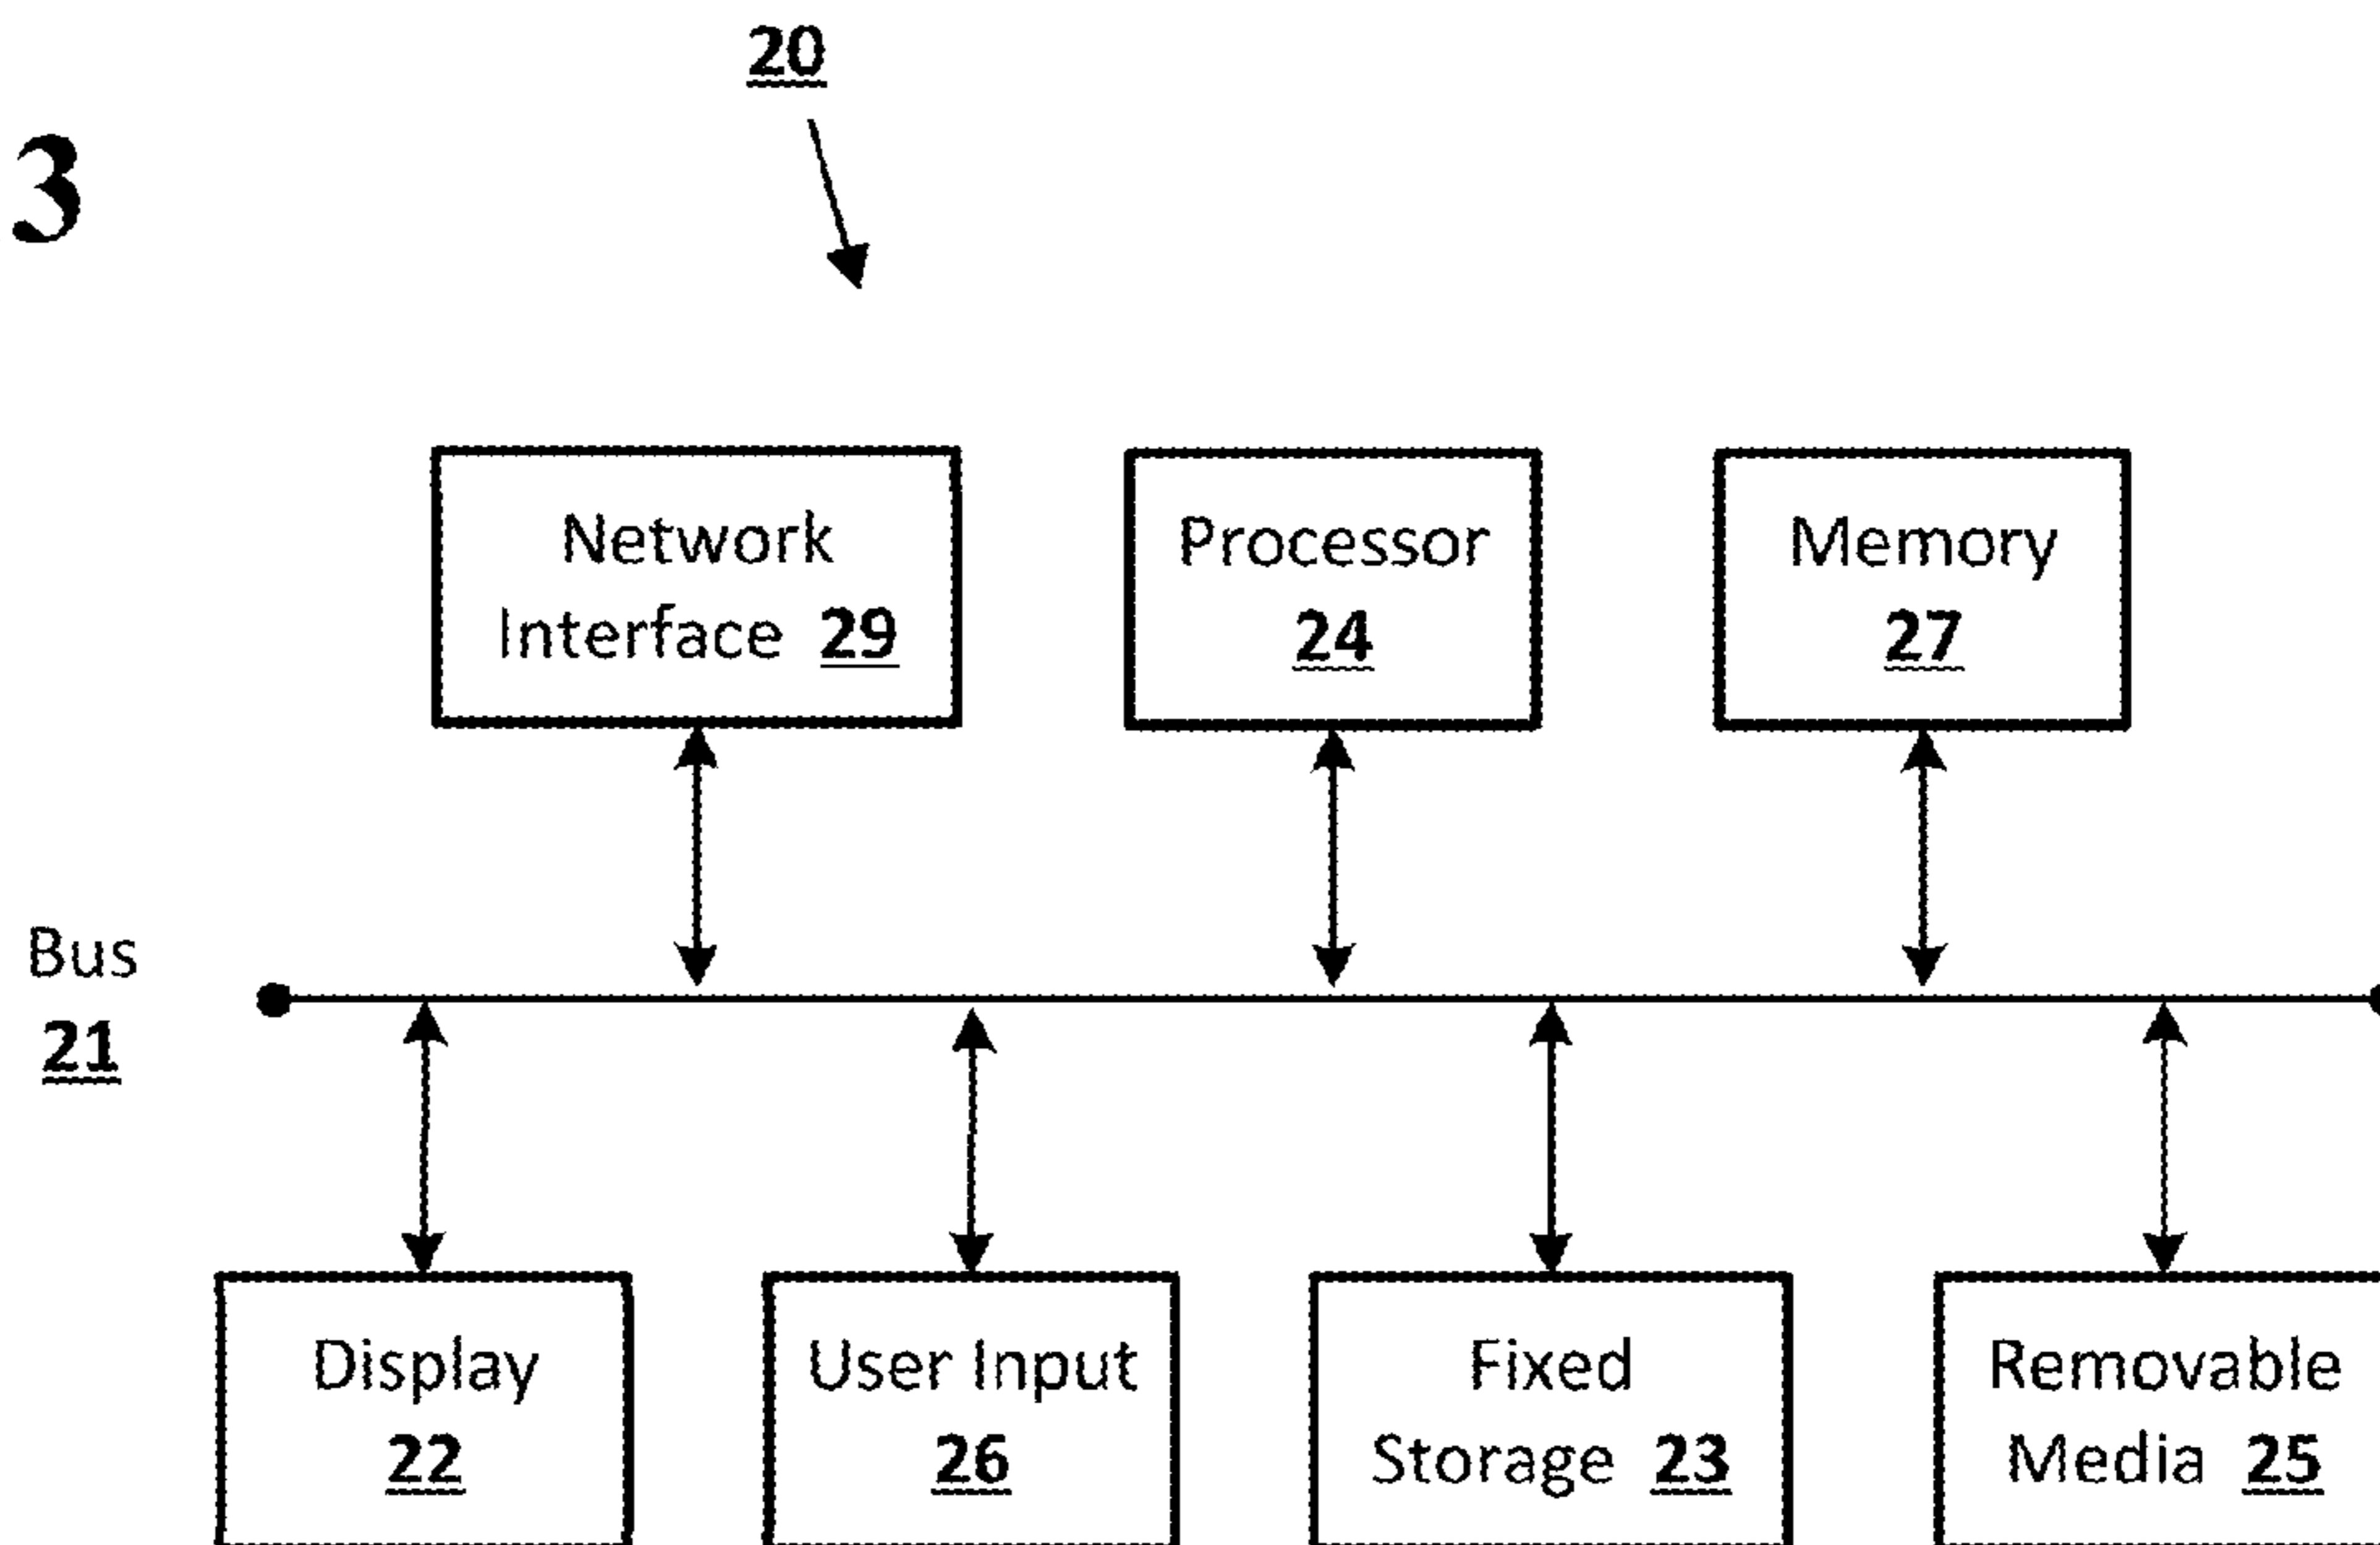 20
3
Network
Interface 29
Processor
24
Memory
27
Bus
21
Display
22
User Input
26
Fixed
Storage 23
Removable
Media 25